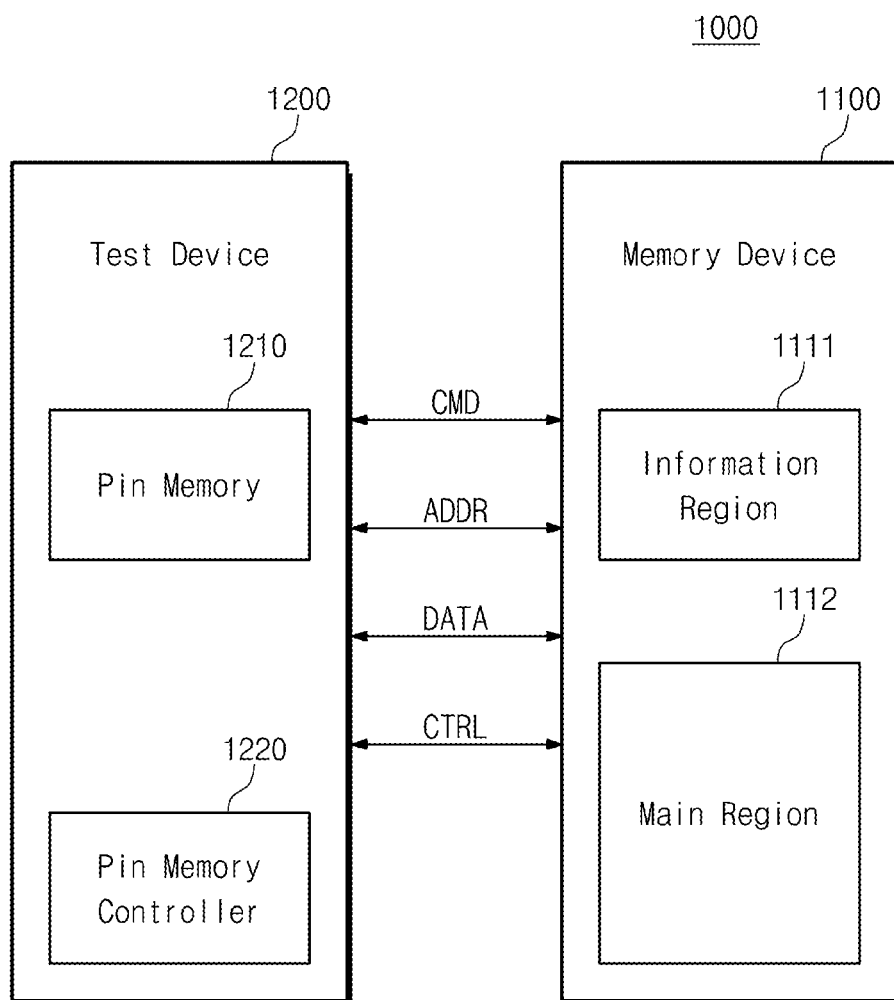 1000
1200
1100
Test Device
Memory Device
1210
1111
CMD
Pin Memory
Information
Region
ADDR
DATA
1112
CTRL
1220
Main Region
Pin Memory
Controller